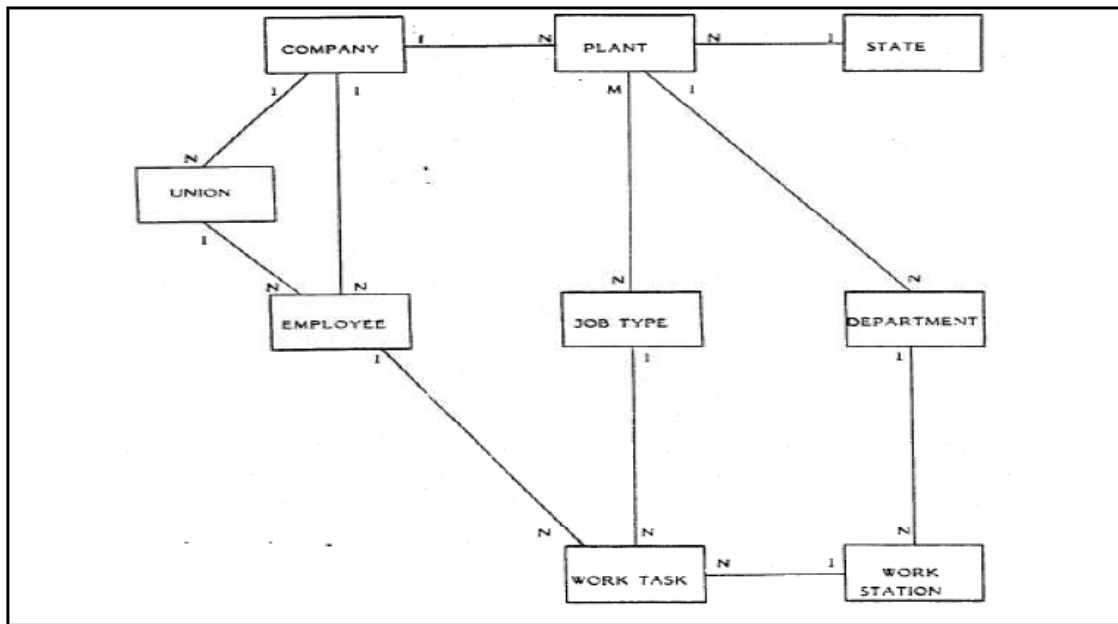 COMPANY 1 N PLANT N 1 STATE
1 1 M 1
N
UNION
1
N N N N
EMPLOYEE JOB TYPE DEPARTMENT
1 1 1
N N N
WORK TASK N 1 WORK
STATION